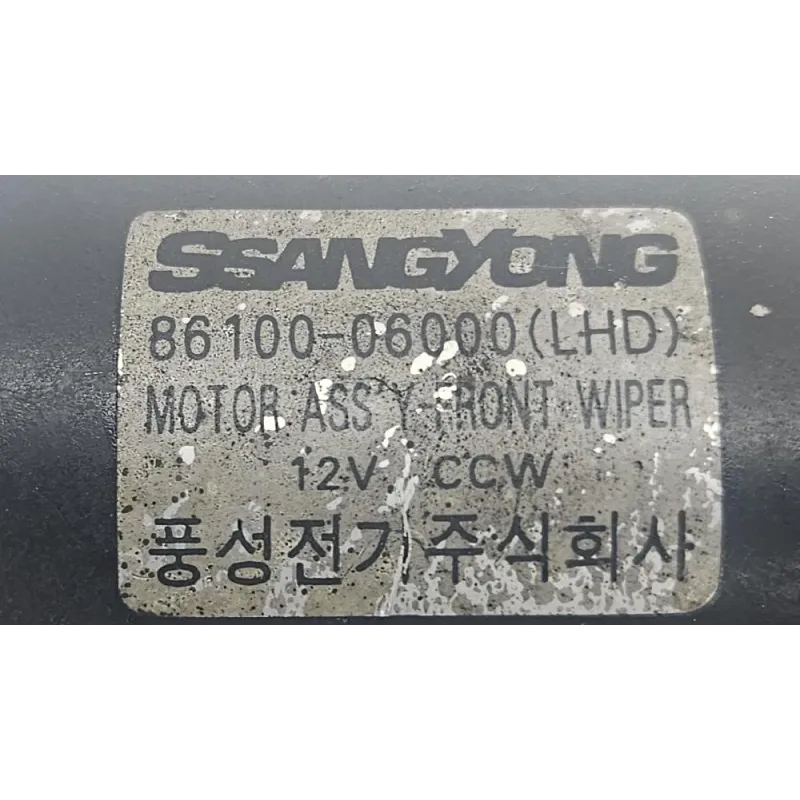 SSANGYONG
86100-06000(LHD)
MOTOR ASS'Y-FRONT WIPER
12V CCW
풍성전기주식회사